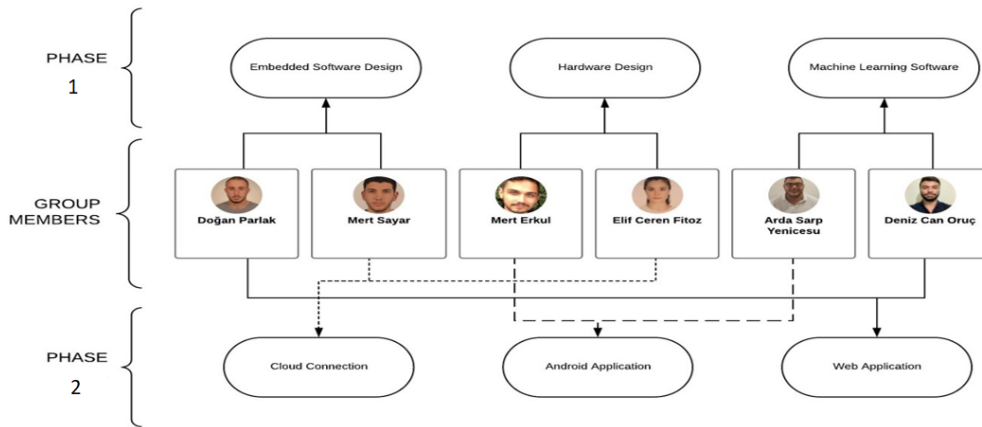 PHASE
1
Embedded Software Design
Hardware Design
Machine Learning Software
GROUP
MEMBERS
Doğan Parlak
Mert Sayar
Mert Erkul
Elif Ceren Fitoz
Arda Sarp
Yenicesu
Deniz Can Oruç
PHASE
2
Cloud Connection
Android Application
Web Application